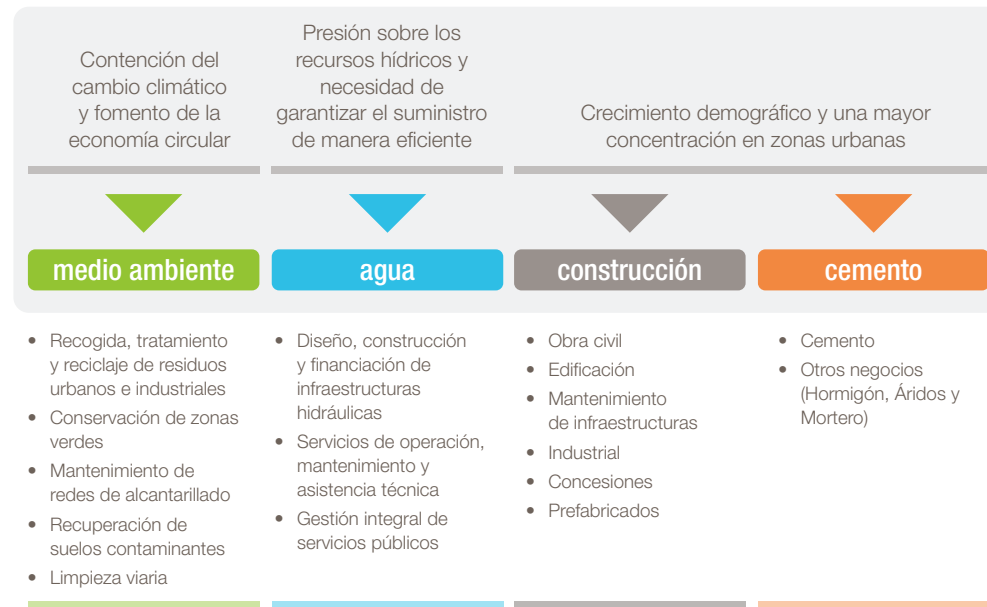 Contención del
cambio climático
y fomento de la
economía circular
Presión sobre los
recursos hídricos y
necesidad de
garantizar el suministro
de manera eficiente
Crecimiento demográfico y una mayor
concentración en zonas urbanas
medio ambiente
agua
construcción
cemento
• Recogida, tratamiento
y reciclaje de residuos
urbanos e industriales
• Conservación de zonas
verdes
• Mantenimiento de
redes de alcantarillado
• Recuperación de
suelos contaminantes
• Limpieza viaria
• Diseño, construcción
y financiación de
infraestructuras
hidráulicas
• Servicios de operación,
mantenimiento y
asistencia técnica
• Gestión integral de
servicios públicos
• Obra civil
• Edificación
• Mantenimiento
de infraestructuras
• Industrial
• Concesiones
• Prefabricados
• Cemento
• Otros negocios
(Hormigón, Áridos y
Mortero)